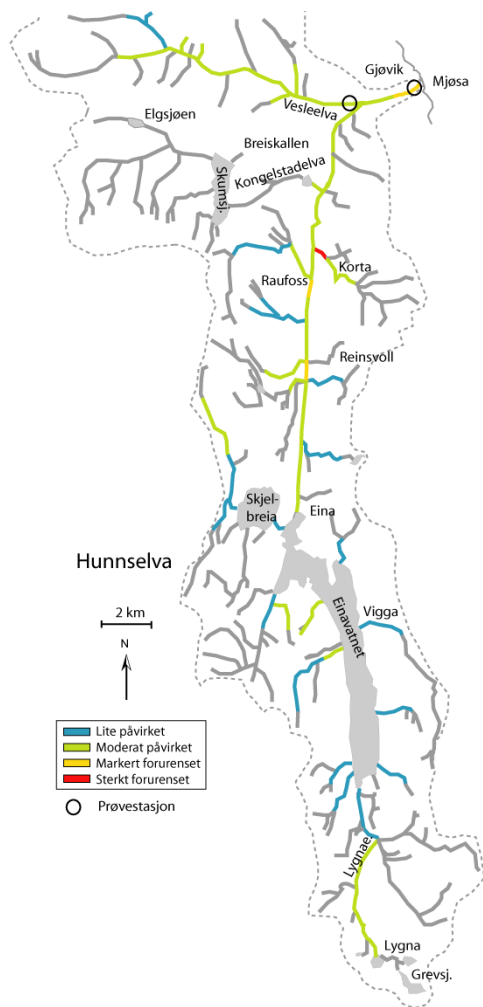 Gjøvik
Mjøsa
Vesleelva
Elgsjøen
Breiskallen
Skumsj.
Kongelstadelva
Korta
Raufoss
Reinsvöll
Skjel-
breia
Eina
Hunnselva
Einavatnet
Vigga
2 km
N
Lite påvirket
Moderat påvirket
Markert forurenset
Sterkt forurenset
Prøvestasjon
Lygnae.
Lygna
Grevsj.